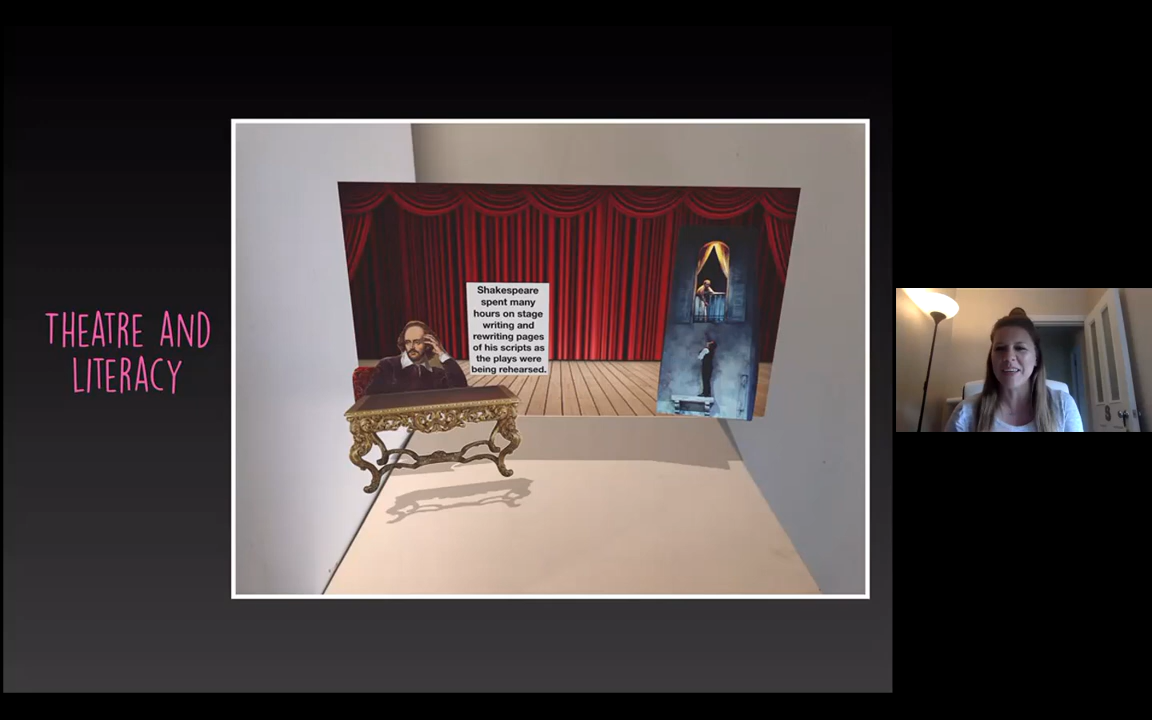 THEATRE AND
LITERACY
Shakespeare
spent many
hours on stage
writing and
rewriting pages
of his scripts as
the plays were
being rehearsed.